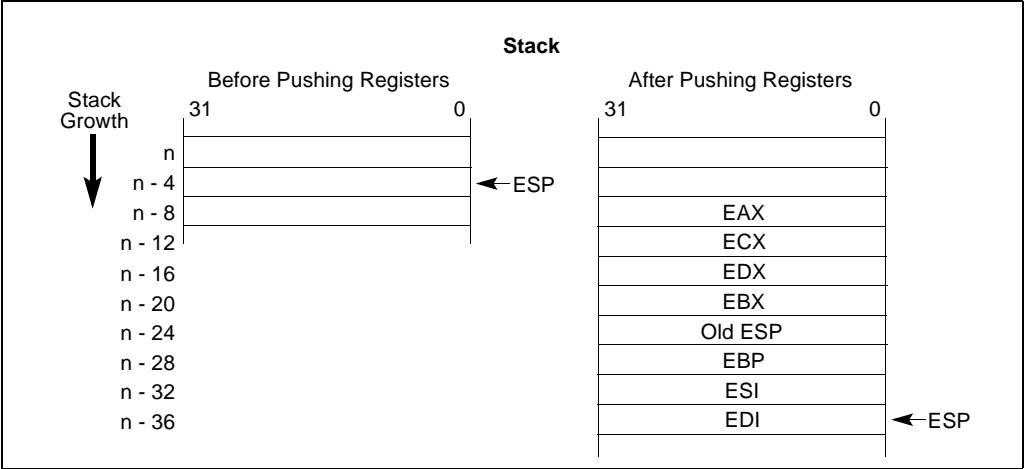 Stack
Before Pushing Registers
After Pushing Registers
Stack
Growth
31 0
31 0
n
n - 4
ESP
n - 8
EAX
n - 12
ECX
n - 16
EDX
n - 20
EBX
n - 24
Old ESP
n - 28
EBP
n - 32
ESI
n - 36
EDI
ESP